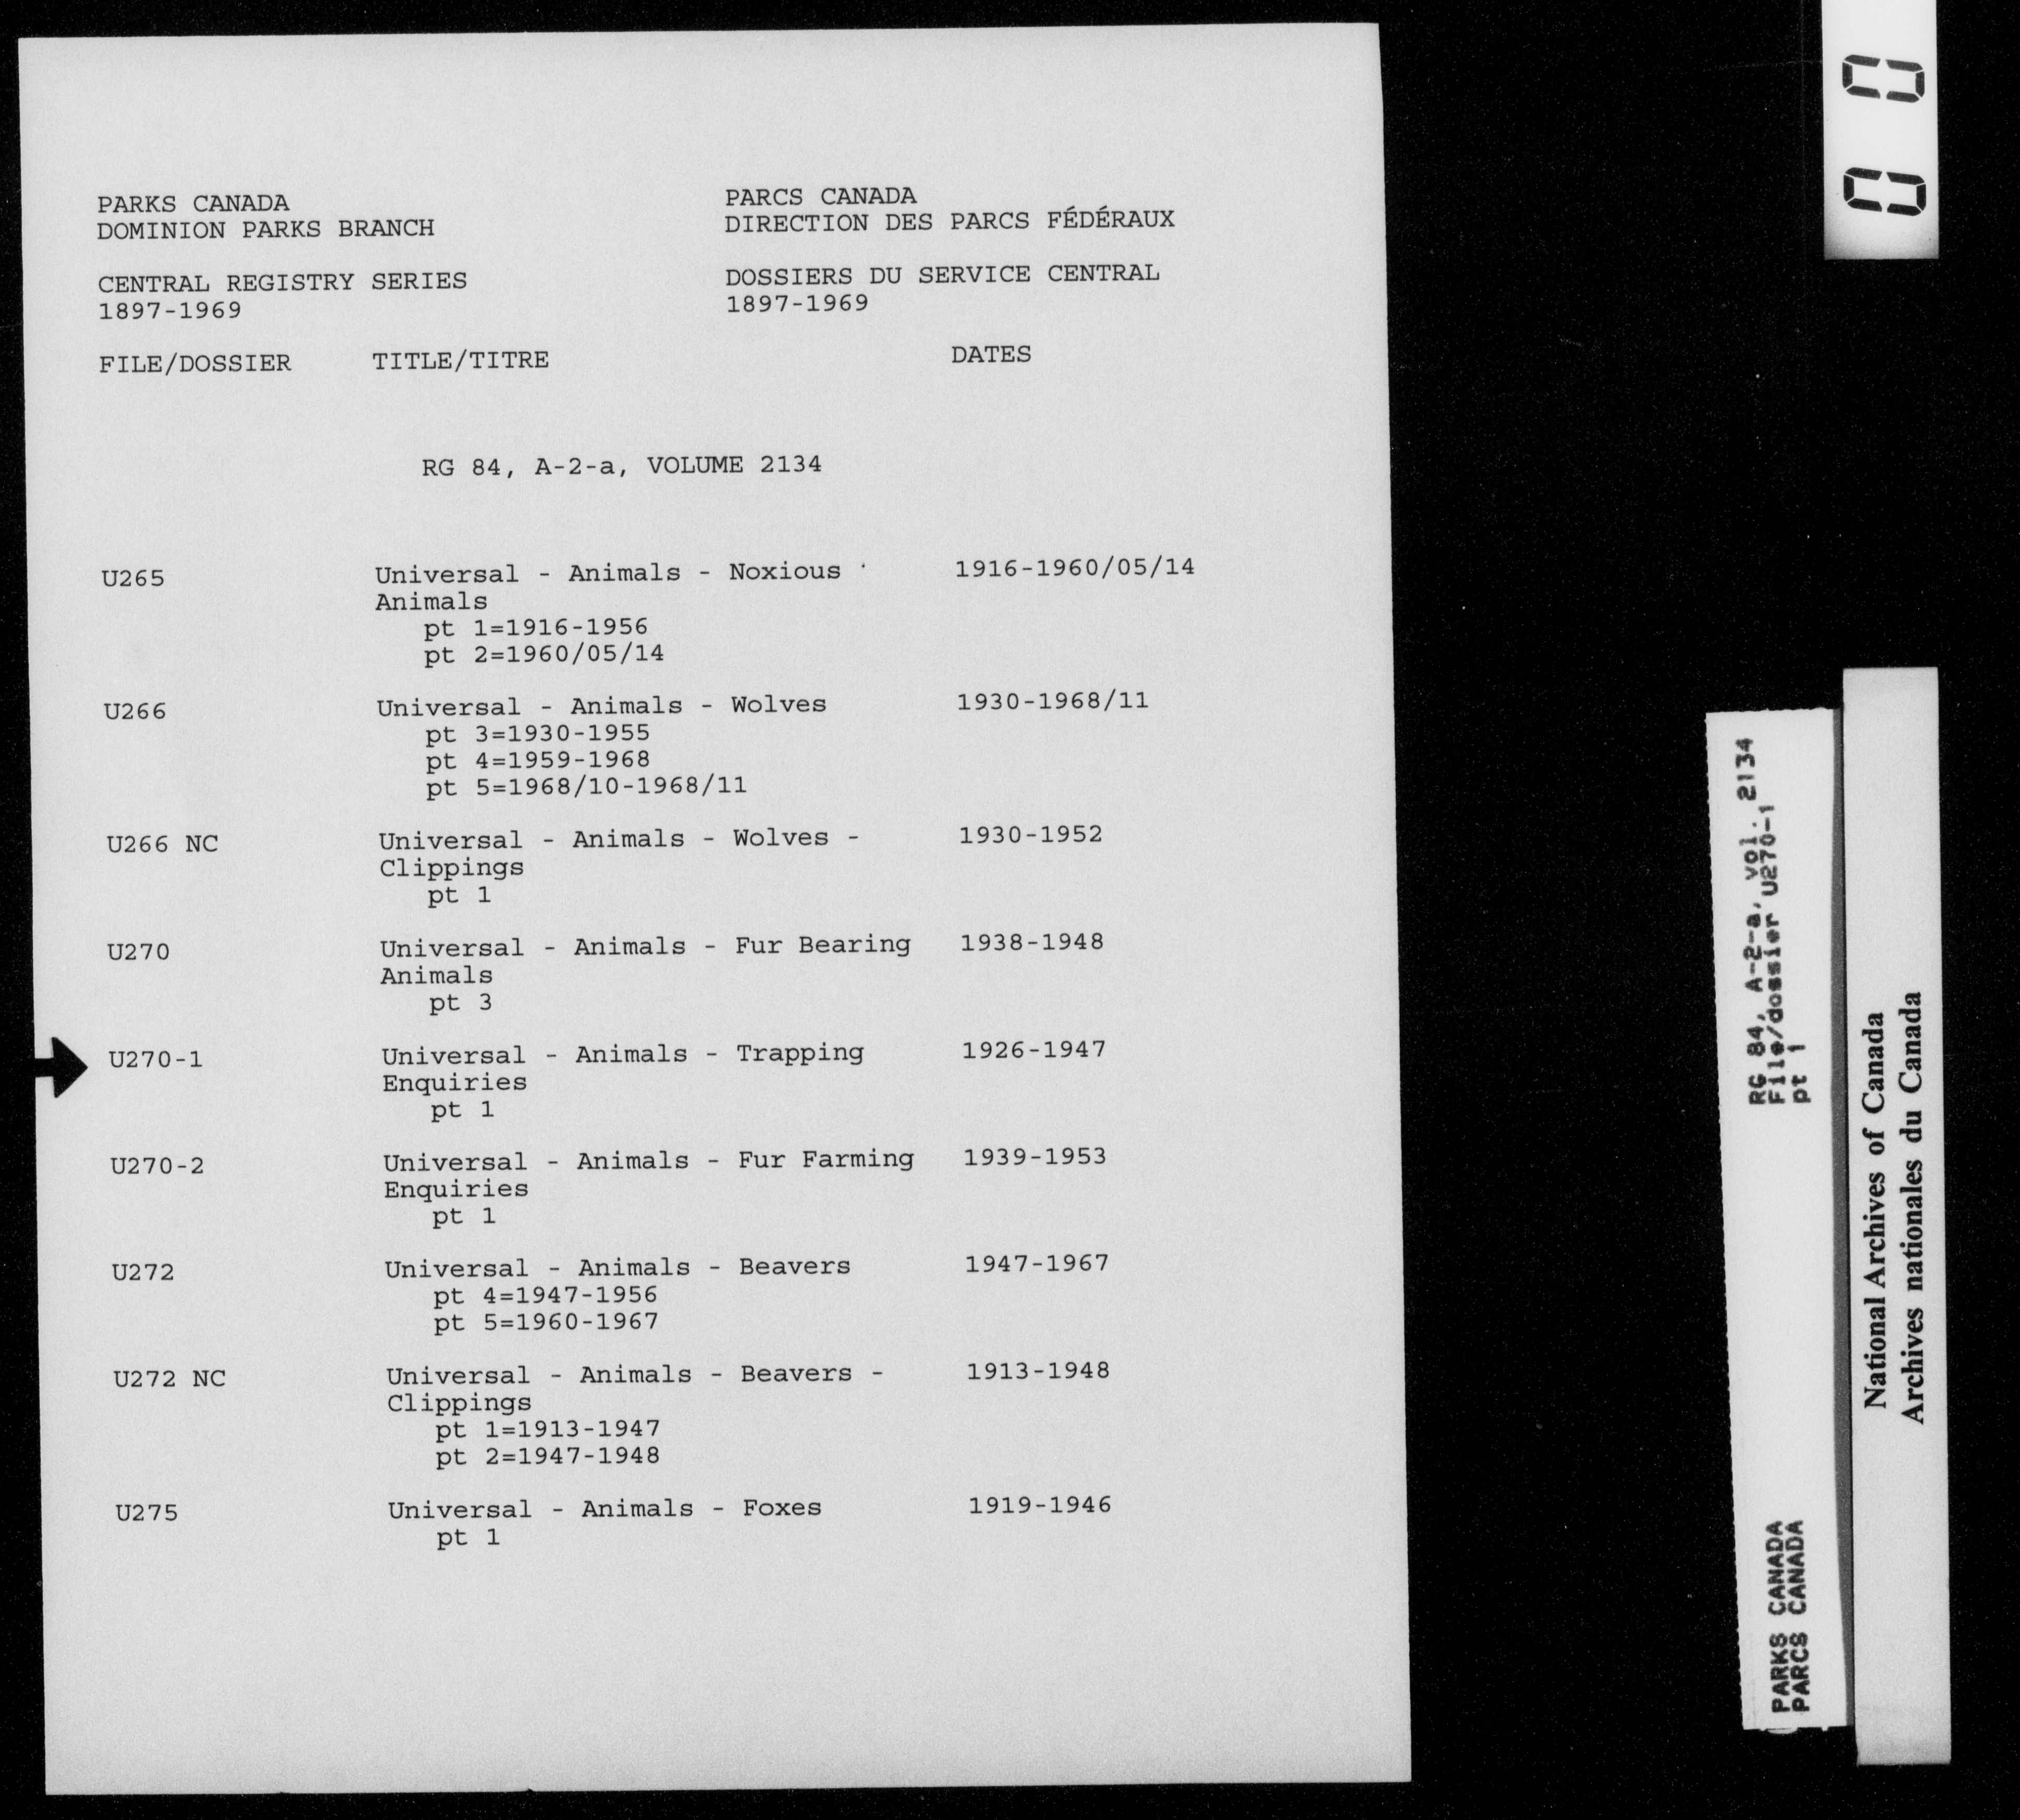 PARKS CANADA
DOMINION PARKS BRANCH
PARCS CANADA
DIRECTION DES PARCS FÉDÉRAUX
CENTRAL REGISTRY SERIES
1897-1969
DOSSIERS DU SERVICE CENTRAL
1897-1969
FILE/DOSSIER TITLE/TITRE DATES
RG 84, A-2-a, VOLUME 2134
U265 Universal - Animals - Noxious 1916-1960/05/14
Animals
pt 1=1916-1956
pt 2=1960/05/14
U266 Universal - Animals - Wolves 1930-1968/11
pt 3=1930-1955
pt 4=1959-1968
pt 5=1968/10-1968/11
U266 NC Universal - Animals - Wolves - 1930-1952
Clippings
pt 1
U270 Universal - Animals - Fur Bearing 1938-1948
Animals
pt 3
U270-1 Universal - Animals - Trapping 1926-1947
Enquiries
pt 1
U270-2 Universal - Animals - Fur Farming 1939-1953
Enquiries
pt 1
U272 Universal - Animals - Beavers 1947-1967
pt 4=1947-1956
pt 5=1960-1967
U272 NC Universal - Animals - Beavers - 1913-1948
Clippings
pt 1=1913-1947
pt 2=1947-1948
U275 Universal - Animals - Foxes 1919-1946
pt 1
00
RG 84, A-2-a, vol. 2134
File/dossier U270-1
pt 1
PARKS CANADA
PARCS CANADA
National Archives of Canada
Archives nationales du Canada